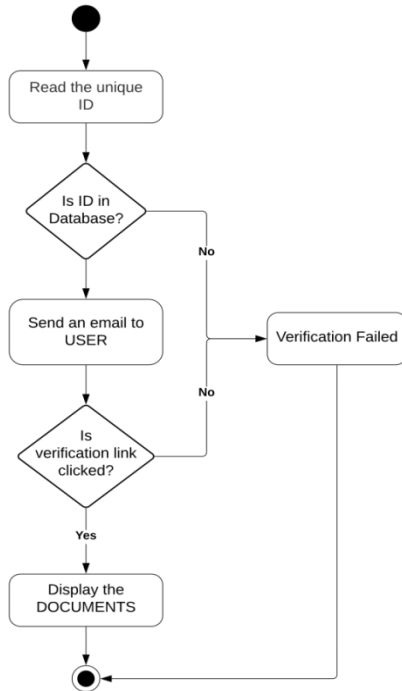 Read the unique
ID
Is ID in
Database?
No
Send an email to
USER
Verification Failed
No
Is
verification link
clicked?
Yes
Display the
DOCUMENTS